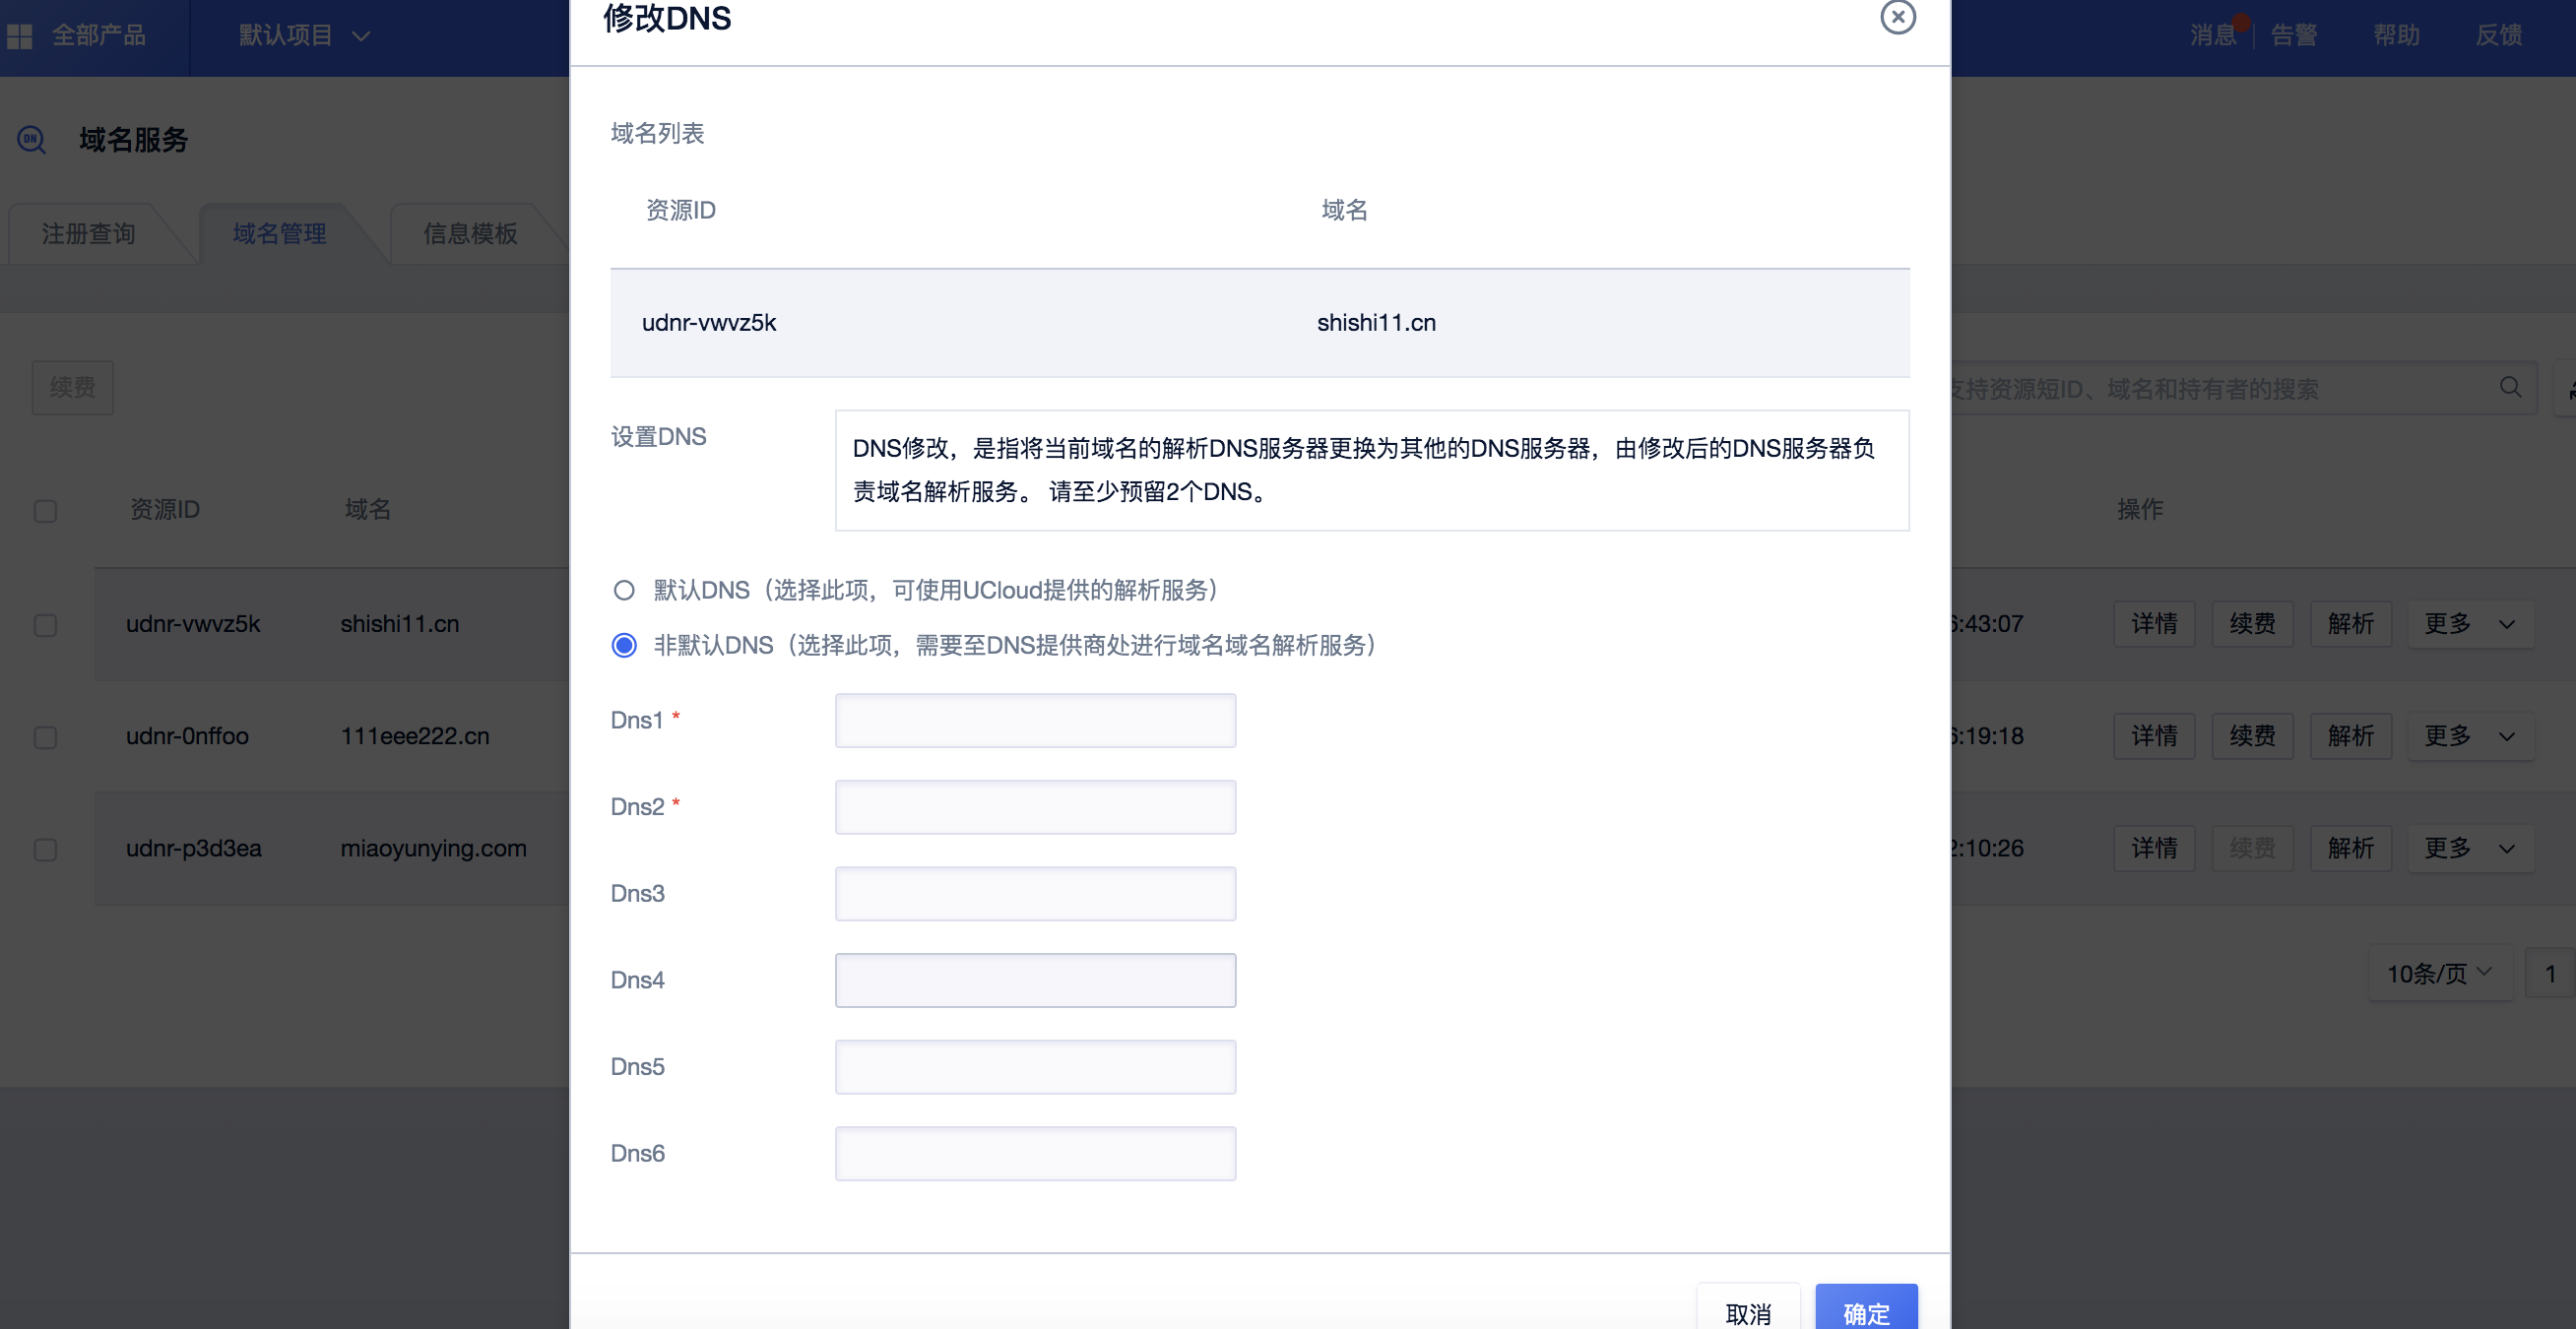 全部产品
默认项目
消息
告警
帮助
反馈
修改DNS
域名服务
注册查询
域名管理
信息模板
域名列表
资源ID 域名
udnr-vwvz5k shishi11.cn
续费
支持资源短ID、域名和持有者的搜索
设置DNS
DNS修改，是指将当前域名的解析DNS服务器更换为其他的DNS服务器，由修改后的DNS服务器负
责域名解析服务。 请至少预留2个DNS。
资源ID 域名 操作
默认DNS（选择此项，可使用UCloud提供的解析服务）
非默认DNS（选择此项，需要至DNS提供商处进行域名域名解析服务）
udnr-vwvz5k shishi11.cn :43:07 详情 续费 解析 更多
udnr-0nffoo 111eee222.cn :19:18 详情 续费 解析 更多
udnr-p3d3ea miaoyunying.com :10:26 详情 续费 解析 更多
Dns1 *
Dns2 *
Dns3
Dns4
Dns5
Dns6
10条/页 1
取消 确定